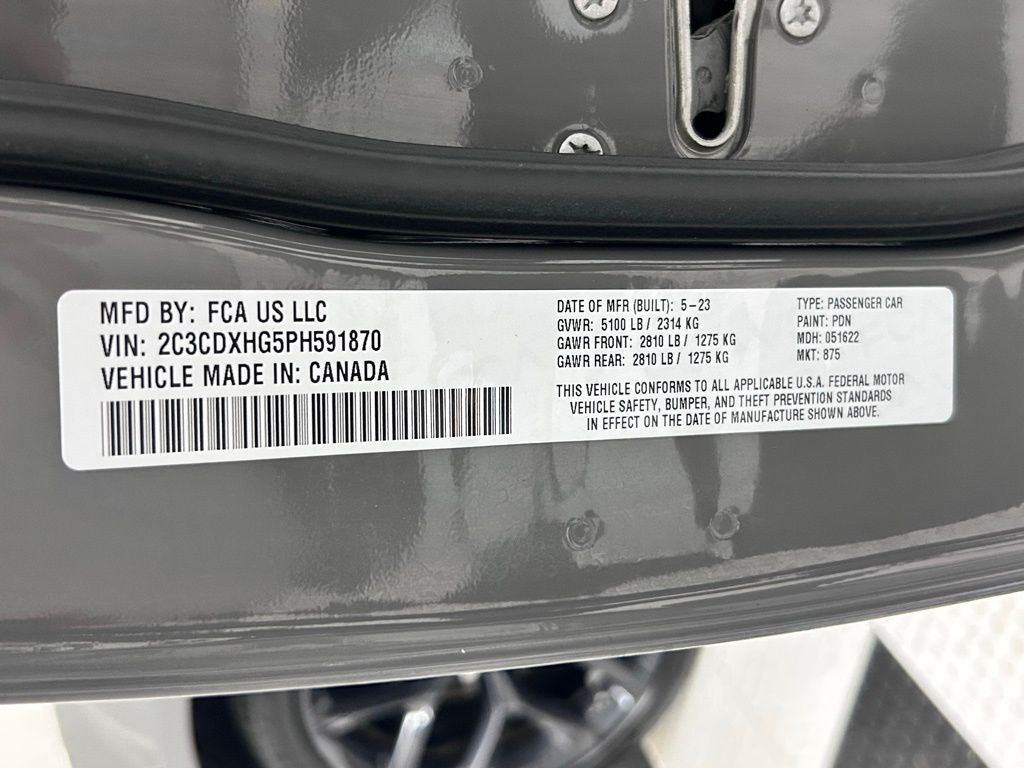 MFD BY: FCA US LLC
VIN: 2C3CDXHG5PH591870
VEHICLE MADE IN: CANADA
DATE OF MFR (BUILT): 5-23
GVWR: 5100 LB / 2314 KG
GAWR FRONT: 2810 LB / 1275 KG
GAWR REAR: 2810 LB / 1275 KG
TYPE: PASSENGER CAR
PAINT: PDN
MDH: 051622
MKT: 875
THIS VEHICLE CONFORMS TO ALL APPLICABLE U.S.A. FEDERAL MOTOR
VEHICLE SAFETY, BUMPER, AND THEFT PREVENTION STANDARDS
IN EFFECT ON THE DATE OF MANUFACTURE SHOWN ABOVE.